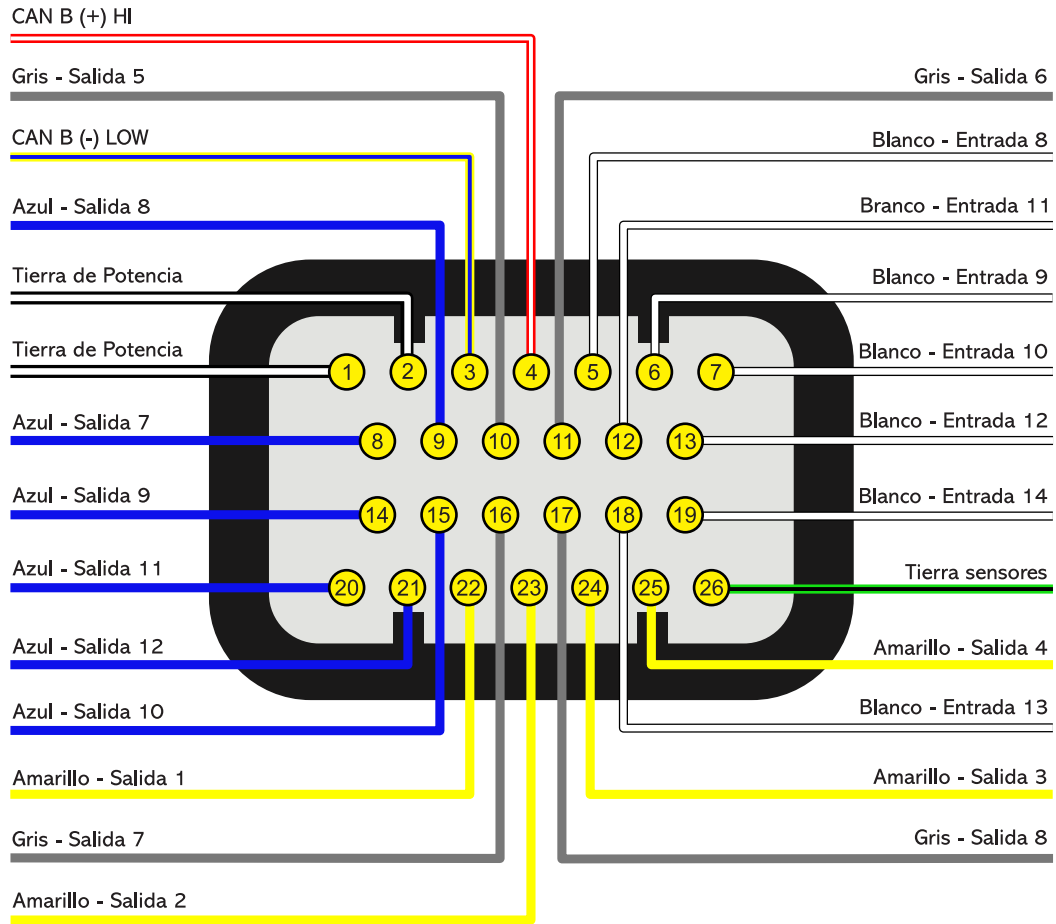 CAN B (+) HI
Gris - Salida 5
Gris - Salida 6
CAN B (-) LOW
Blanco - Entrada 8
Azul - Salida 8
Branco - Entrada 11
Tierra de Potencia
Blanco - Entrada 9
Tierra de Potencia
Blanco - Entrada 10
1 2 3 4 5 6 7
Azul - Salida 7
Blanco - Entrada 12
8 9 10 11 12 13
Azul - Salida 9
Blanco - Entrada 14
14 15 16 17 18 19
Azul - Salida 11
Tierra sensores
20 21 22 23 24 25 26
Azul - Salida 12
Amarillo - Salida 4
Azul - Salida 10
Blanco - Entrada 13
Amarillo - Salida 1
Amarillo - Salida 3
Gris - Salida 7
Gris - Salida 8
Amarillo - Salida 2